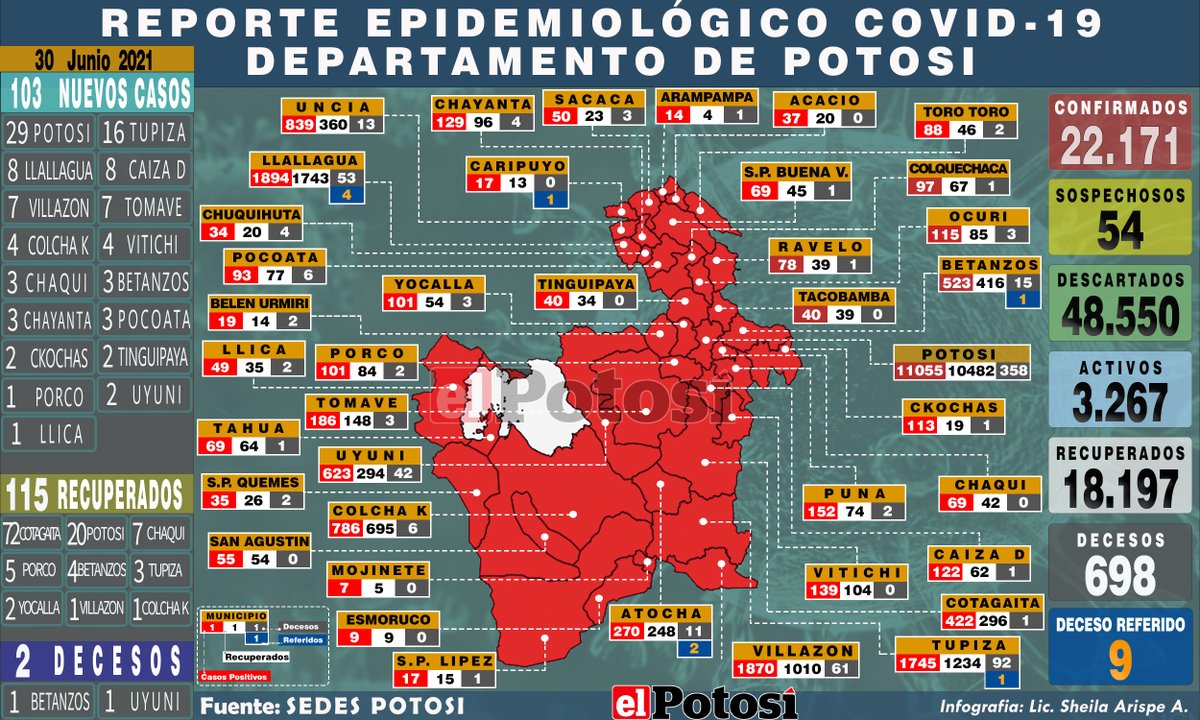 REPORTE EPIDEMIOLÓGICO COVID-19
DEPARTAMENTO DE POTOSI
30 Junio 2021
103 NUEVOS CASOS
29 POTOSI 16 TUPIZA
8 LLALLAGUA 8 CAIZA D
7 VILLAZON 7 TOMAVE
4 COLCHA K 4 VITICHI
3 CHAQUI 3 BETANZOS
3 CHAYANTA 3 POCOATA
2 CKOCHAS 2 TINGUIPAYA
1 PORCO 2 UYUNI
1 LLICA
115 RECUPERADOS
72 COTAGAITA 20 POTOSI 7 CHAQUI
5 PORCO 4 BETANZOS 3 TUPIZA
2 YOCALLA 1 VILLAZON 1 COLCHA K
2 DECESOS
1 BETANZOS 1 UYUNI
UNCIA
839 360 13
CHAYANTA
129 96 4
SACACA
50 23 3
ARAMPAMPA
14 4 1
ACACIO
37 20 0
TORO TORO
88 46 2
LLALLAGUA
1894 1743 53
4
CARIPUYO
17 13 0
1
S.P. BUENA V.
69 45 1
COLQUECHACA
97 67 1
CHUQUIHUTA
34 20 4
OCURI
115 85 3
POCOATA
93 77 6
RAVELO
78 39 1
BETANZOS
523 416 15
1
YOCALLA
101 54 3
TINGUIPAYA
40 34 0
TACOBAMBA
40 39 0
BELEN URMIRI
19 14 2
LLICA
49 35 2
PORCO
101 84 2
POTOSI
11055 10482 358
el Potosí
TOMAVE
186 148 3
CKOCHAS
113 19 1
TAHUA
69 64 1
UYUNI
623 294 42
S.P. QUEMES
35 26 2
PUNA
152 74 2
CHAQUI
69 42 0
COLCHA K
786 695 6
SAN AGUSTIN
55 54 0
CAIZA D
122 62 1
MOJINETE
7 5 0
VITICHI
139 104 0
COTAGAITA
422 296 1
ESMORUCO
9 9 0
ATOCHA
270 248 11
2
TUPIZA
1745 1234 92
1
S.P. LIPEZ
17 15 1
VILLAZON
1870 1010 61
MUNICIPIO
1 1 1 Decesos
1 Referidos
Recuperados
Casos Positivos
CONFIRMADOS
22.171
SOSPECHOSOS
54
DESCARTADOS
48.550
ACTIVOS
3.267
RECUPERADOS
18.197
DECESOS
698
DECESO REFERIDO
9
Fuente: SEDES POTOSI
el Potosí
Infografia: Lic. Sheila Arispe A.